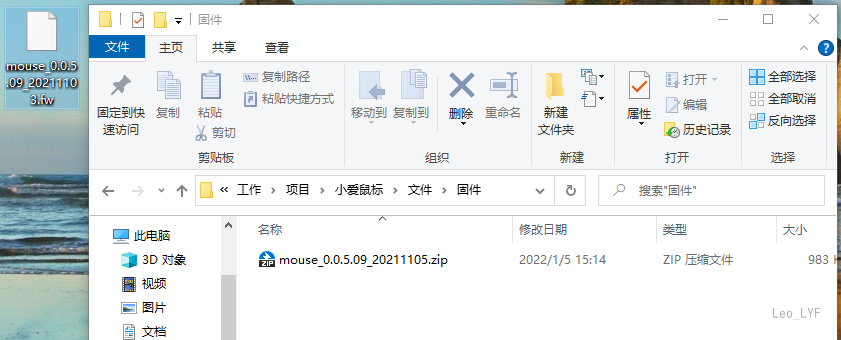 mouse_0.0.5
.09_2021110
3.fw
固件
文件 主页 共享 查看
固定到快
速访问
复制
粘贴
复制路径
粘贴快捷方式
剪切
剪贴板
移动到 复制到 删除 重命名
组织
新建
文件夹
新建
属性
打开
编辑
历史记录
打开
全部选择
全部取消
反向选择
选择
« 工作 › 项目 › 小爱鼠标 › 文件 › 固件
搜索"固件"
此电脑
3D 对象
视频
图片
文档
名称 修改日期 类型 大小
ZIP
mouse_0.0.5.09_20211105.zip 2022/1/5 15:14 ZIP 压缩文件 983
Leo_LYF